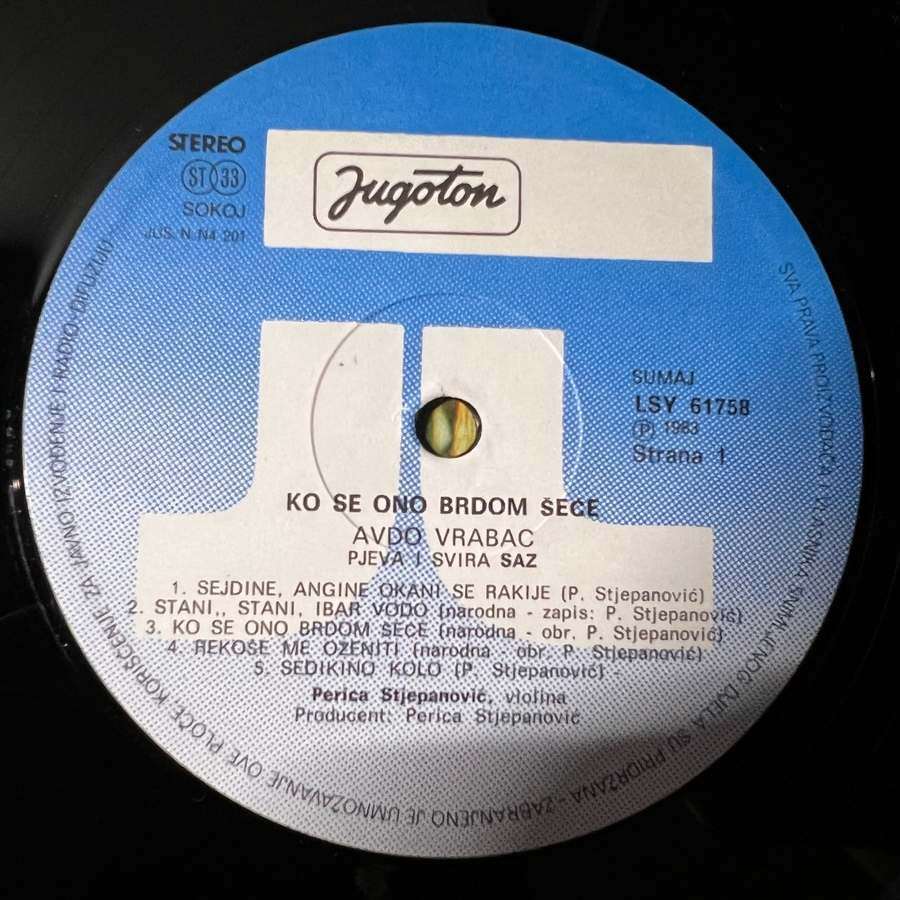 STEREO
ST 33
SOKOJ
JUS. N. N4 201
Jugoton
SUMAJ
LSY 61758
P 1983
Strana 1
KO SE ONO BRDOM ŠEĆE
AVDO VRABAC
PJEVA I SVIRA SAZ
1. SEJDINE, ANGINE OKANI SE RAKIJE (P. Stjepanović)
2. STANI,, STANI, IBAR VODO (narodna - zapis: P. Stjepanović)
3. KO SE ONO BRDOM ŠEĆE (narodna - obr. P. Stjepanović)
4. REKOŠE ME OŽENITI (narodna - obr. P. Stjepanović)
5. SEDIKINO KOLO (P. Stjepanović) -
Perica Stjepanović, violina
Producent: Perica Stjepanović
SVA PRAVA PROIZVOĐAČA I VLASNIKA SNIMLJENOG DJELA SU PRIDRŽANA - ZABRANJENO JE UMNOŽAVANJE OVE PLOČE, KORIŠĆENJE ZA JAVNO IZVOĐENJE I RADIO DIFUZIJU